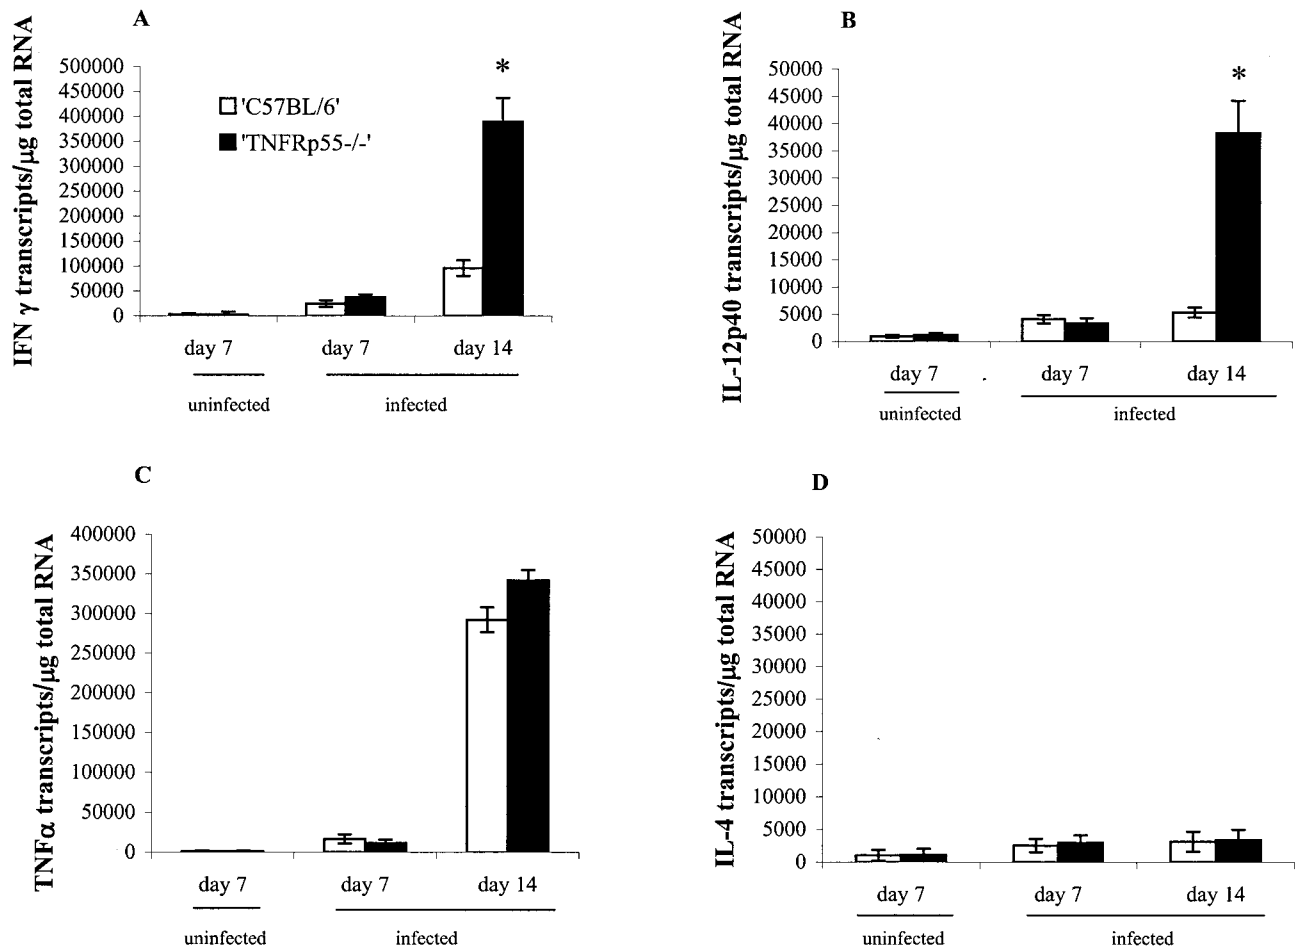 A
IFN γ transcripts/µg total RNA
500000
450000
400000
350000
300000
250000
200000
150000
100000
50000
0
'C57BL/6'
'TNFRp55-/-'
*
day 7 day 7 day 14
uninfected infected
B
IL-12p40 transcripts/µg total RNA
50000
45000
40000
35000
30000
25000
20000
15000
10000
5000
0
*
day 7 day 7 day 14
uninfected infected
C
TNFα transcripts/µg total RNA
400000
350000
300000
250000
200000
150000
100000
50000
0
day 7 day 7 day 14
uninfected infected
D
IL-4 transcripts/µg total RNA
50000
45000
40000
35000
30000
25000
20000
15000
10000
5000
0
day 7 day 7 day 14
uninfected infected